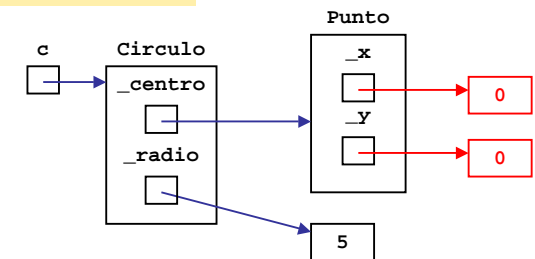 Punto
c
Circulo
_x
_centro
0
_y
_radio
0
5